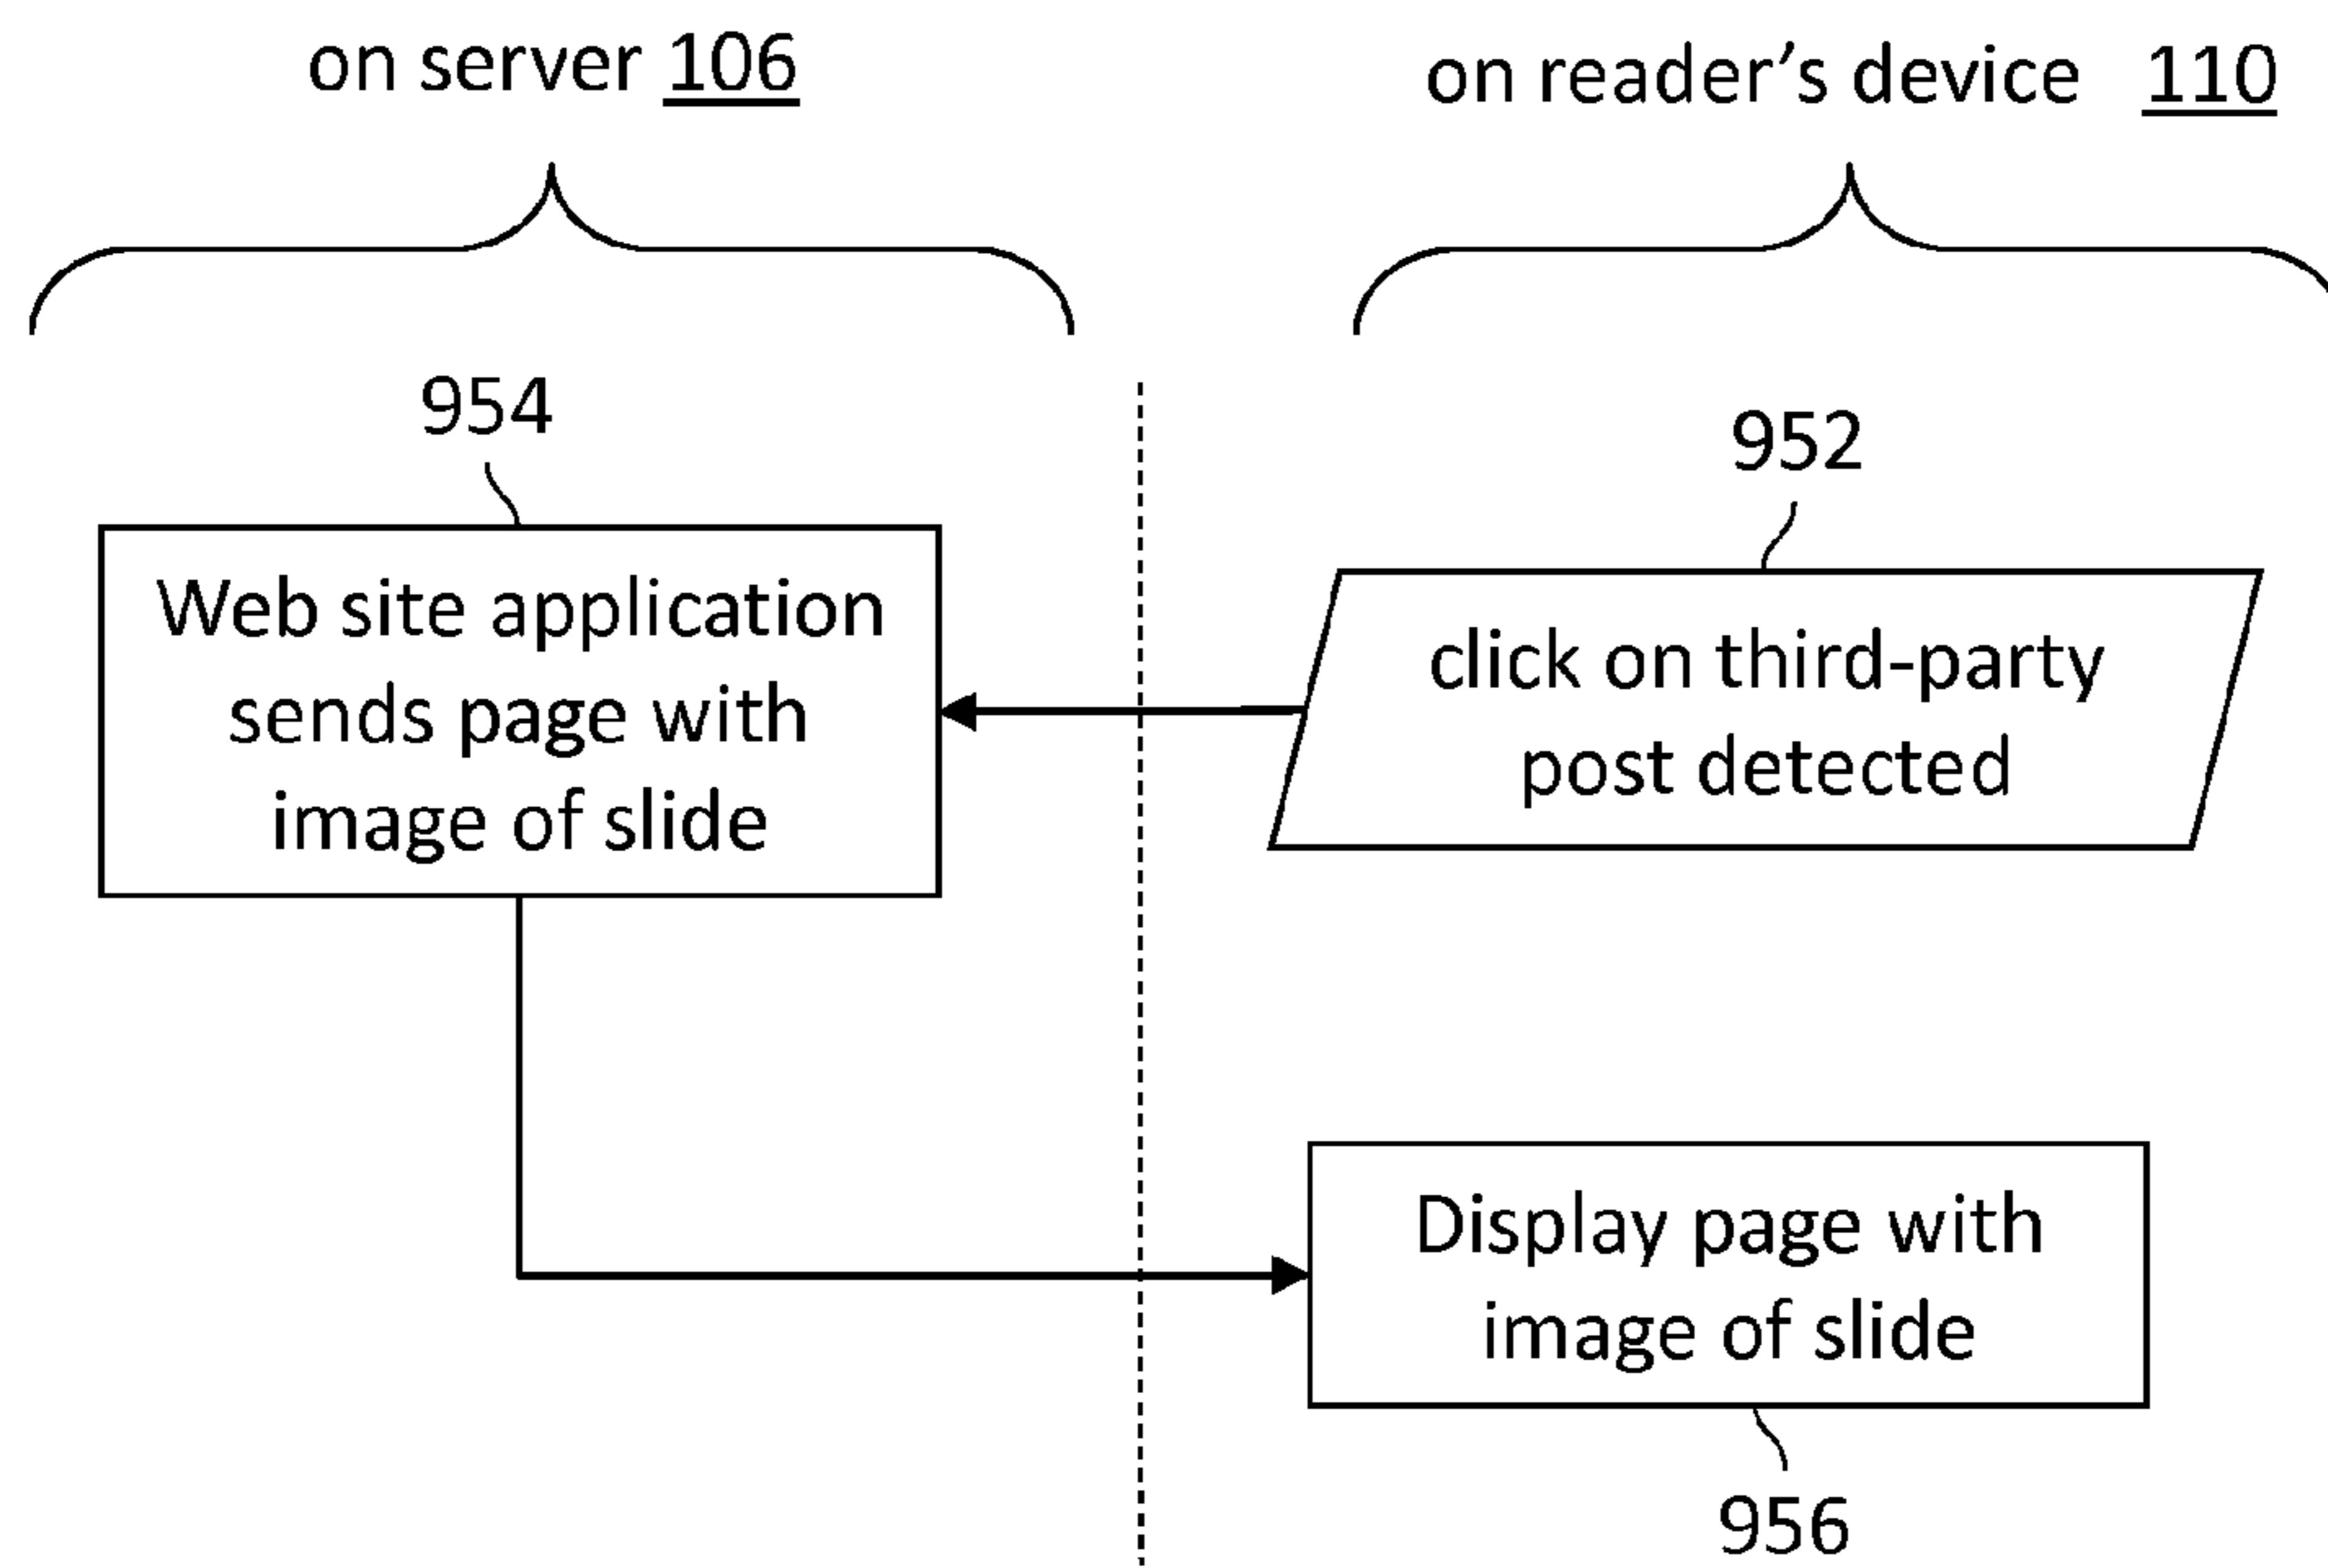 on server 106
on reader's device 110
954
952
Web site application
sends page with
image of slide
click on third-party
post detected
Display page with
image of slide
956